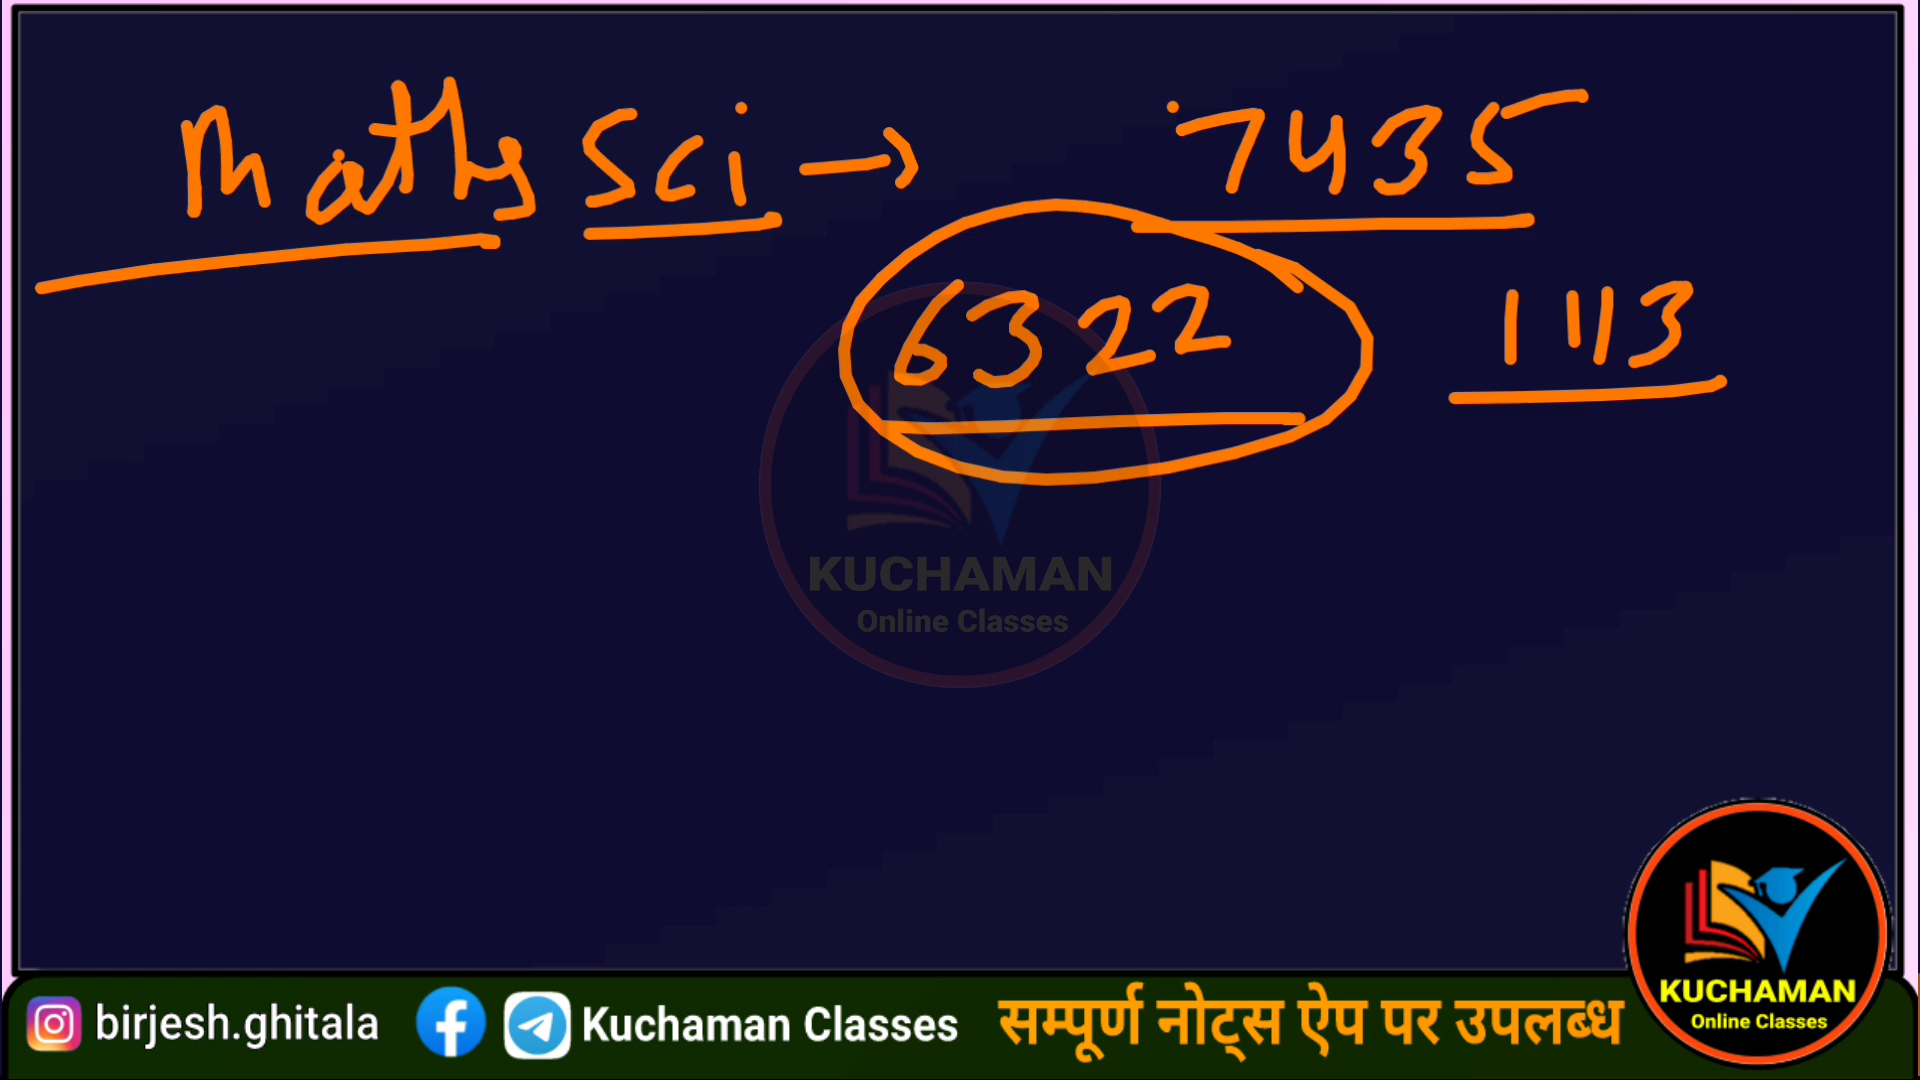 Maths Sci → 7435
6322 1113
KUCHAMAN
Online Classes
birjesh.ghitala Kuchaman Classes सम्पूर्ण नोट्स ऐप पर उपलब्ध
KUCHAMAN
Online Classes